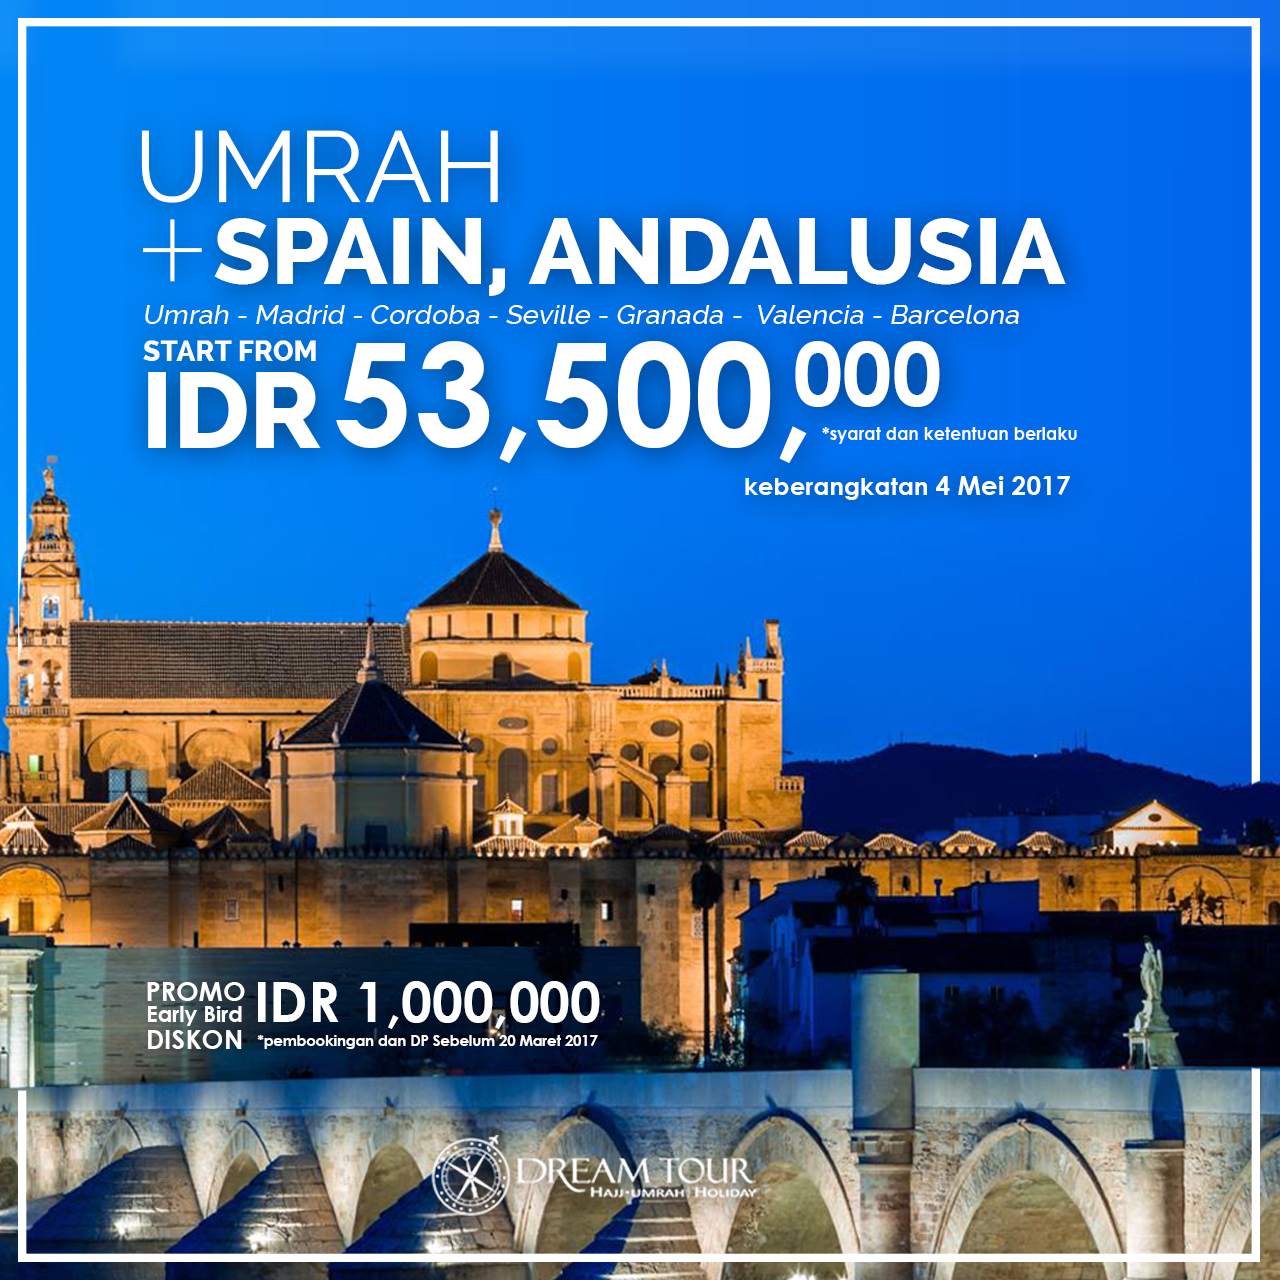 UMRAH
+SPAIN, ANDALUSIA
Umrah - Madrid - Cordoba - Seville - Granada - Valencia - Barcelona
START FROM
IDR 53,500,000
*syarat dan ketentuan berlaku
keberangkatan 4 Mei 2017
PROMO
Early Bird
DISKON
IDR 1,000,000
*pembookingan dan DP Sebelum 20 Maret 2017
DREAM TOUR
HAJJ•UMRAH|HOLIDAY